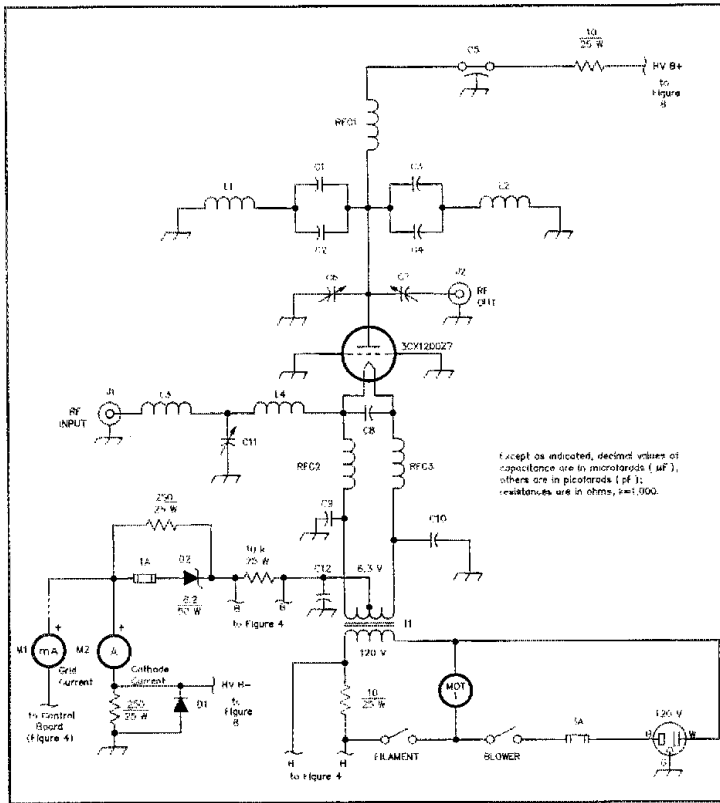 10
25 W
C5
HV B+
to
Figure
8
RFC1
C1
C3
L1
L2
C2
C4
C6
C7
J2
RF
OUT
3CX1200Z7
J1
L3
L4
RF
INPUT
C8
C11
RFC2
RFC3
Except as indicated, decimal values of
capacitance are in microfarads ( µF ),
others are in picofarads ( pF );
resistances are in ohms, k=1,000.
250
25 W
C9
C10
1A
D2
10 k
25 W
C12
6.3 V
8.2
50 W
B
B
to Figure 4
T1
M1
mA
M2
A
120 V
Grid
Current
Cathode
Current
HV B-
to
Figure
8
10
25 W
MOT
1
250
25 W
D1
120 V
to Control
Board
(Figure 4)
5A
B
W
G
H
H
FILAMENT
BLOWER
to Figure 4